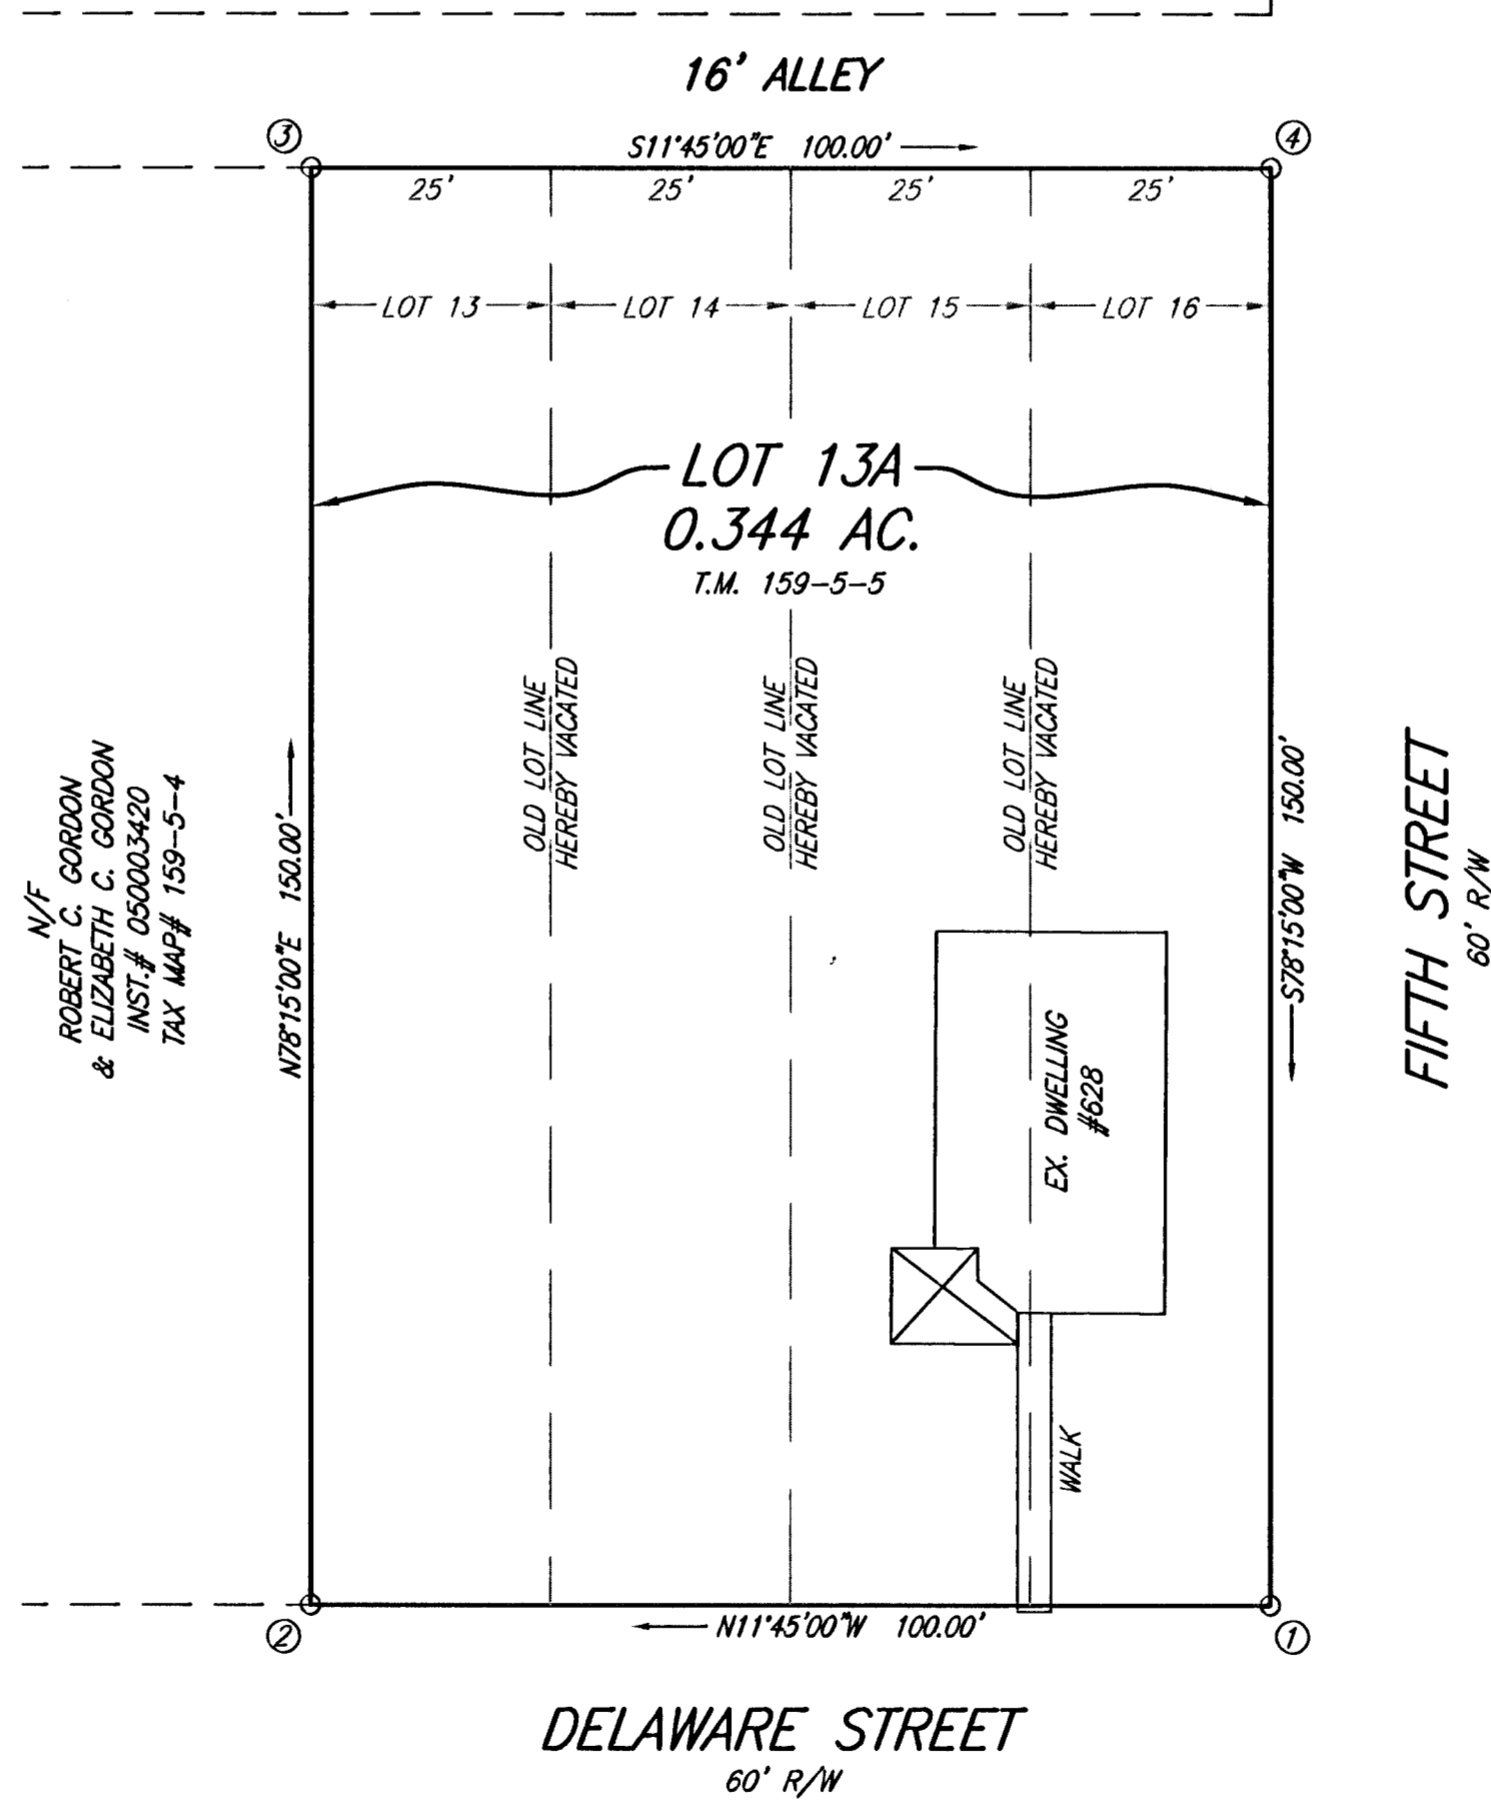 16' ALLEY
③ ④
S11°45'00"E 100.00'
25' 25' 25' 25'
LOT 13 LOT 14 LOT 15 LOT 16
LOT 13A
0.344 AC.
T.M. 159-5-5
OLD LOT LINE
HEREBY VACATED
OLD LOT LINE
HEREBY VACATED
OLD LOT LINE
HEREBY VACATED
N/F
ROBERT C. GORDON
& ELIZABETH C. GORDON
INST.# 050003420
TAX MAP# 159-5-4
N78°15'00"E 150.00'
S78°15'00"W 150.00'
FIFTH STREET
60' R/W
EX. DWELLING
#628
WALK
N11°45'00"W 100.00'
② ①
DELAWARE STREET
60' R/W